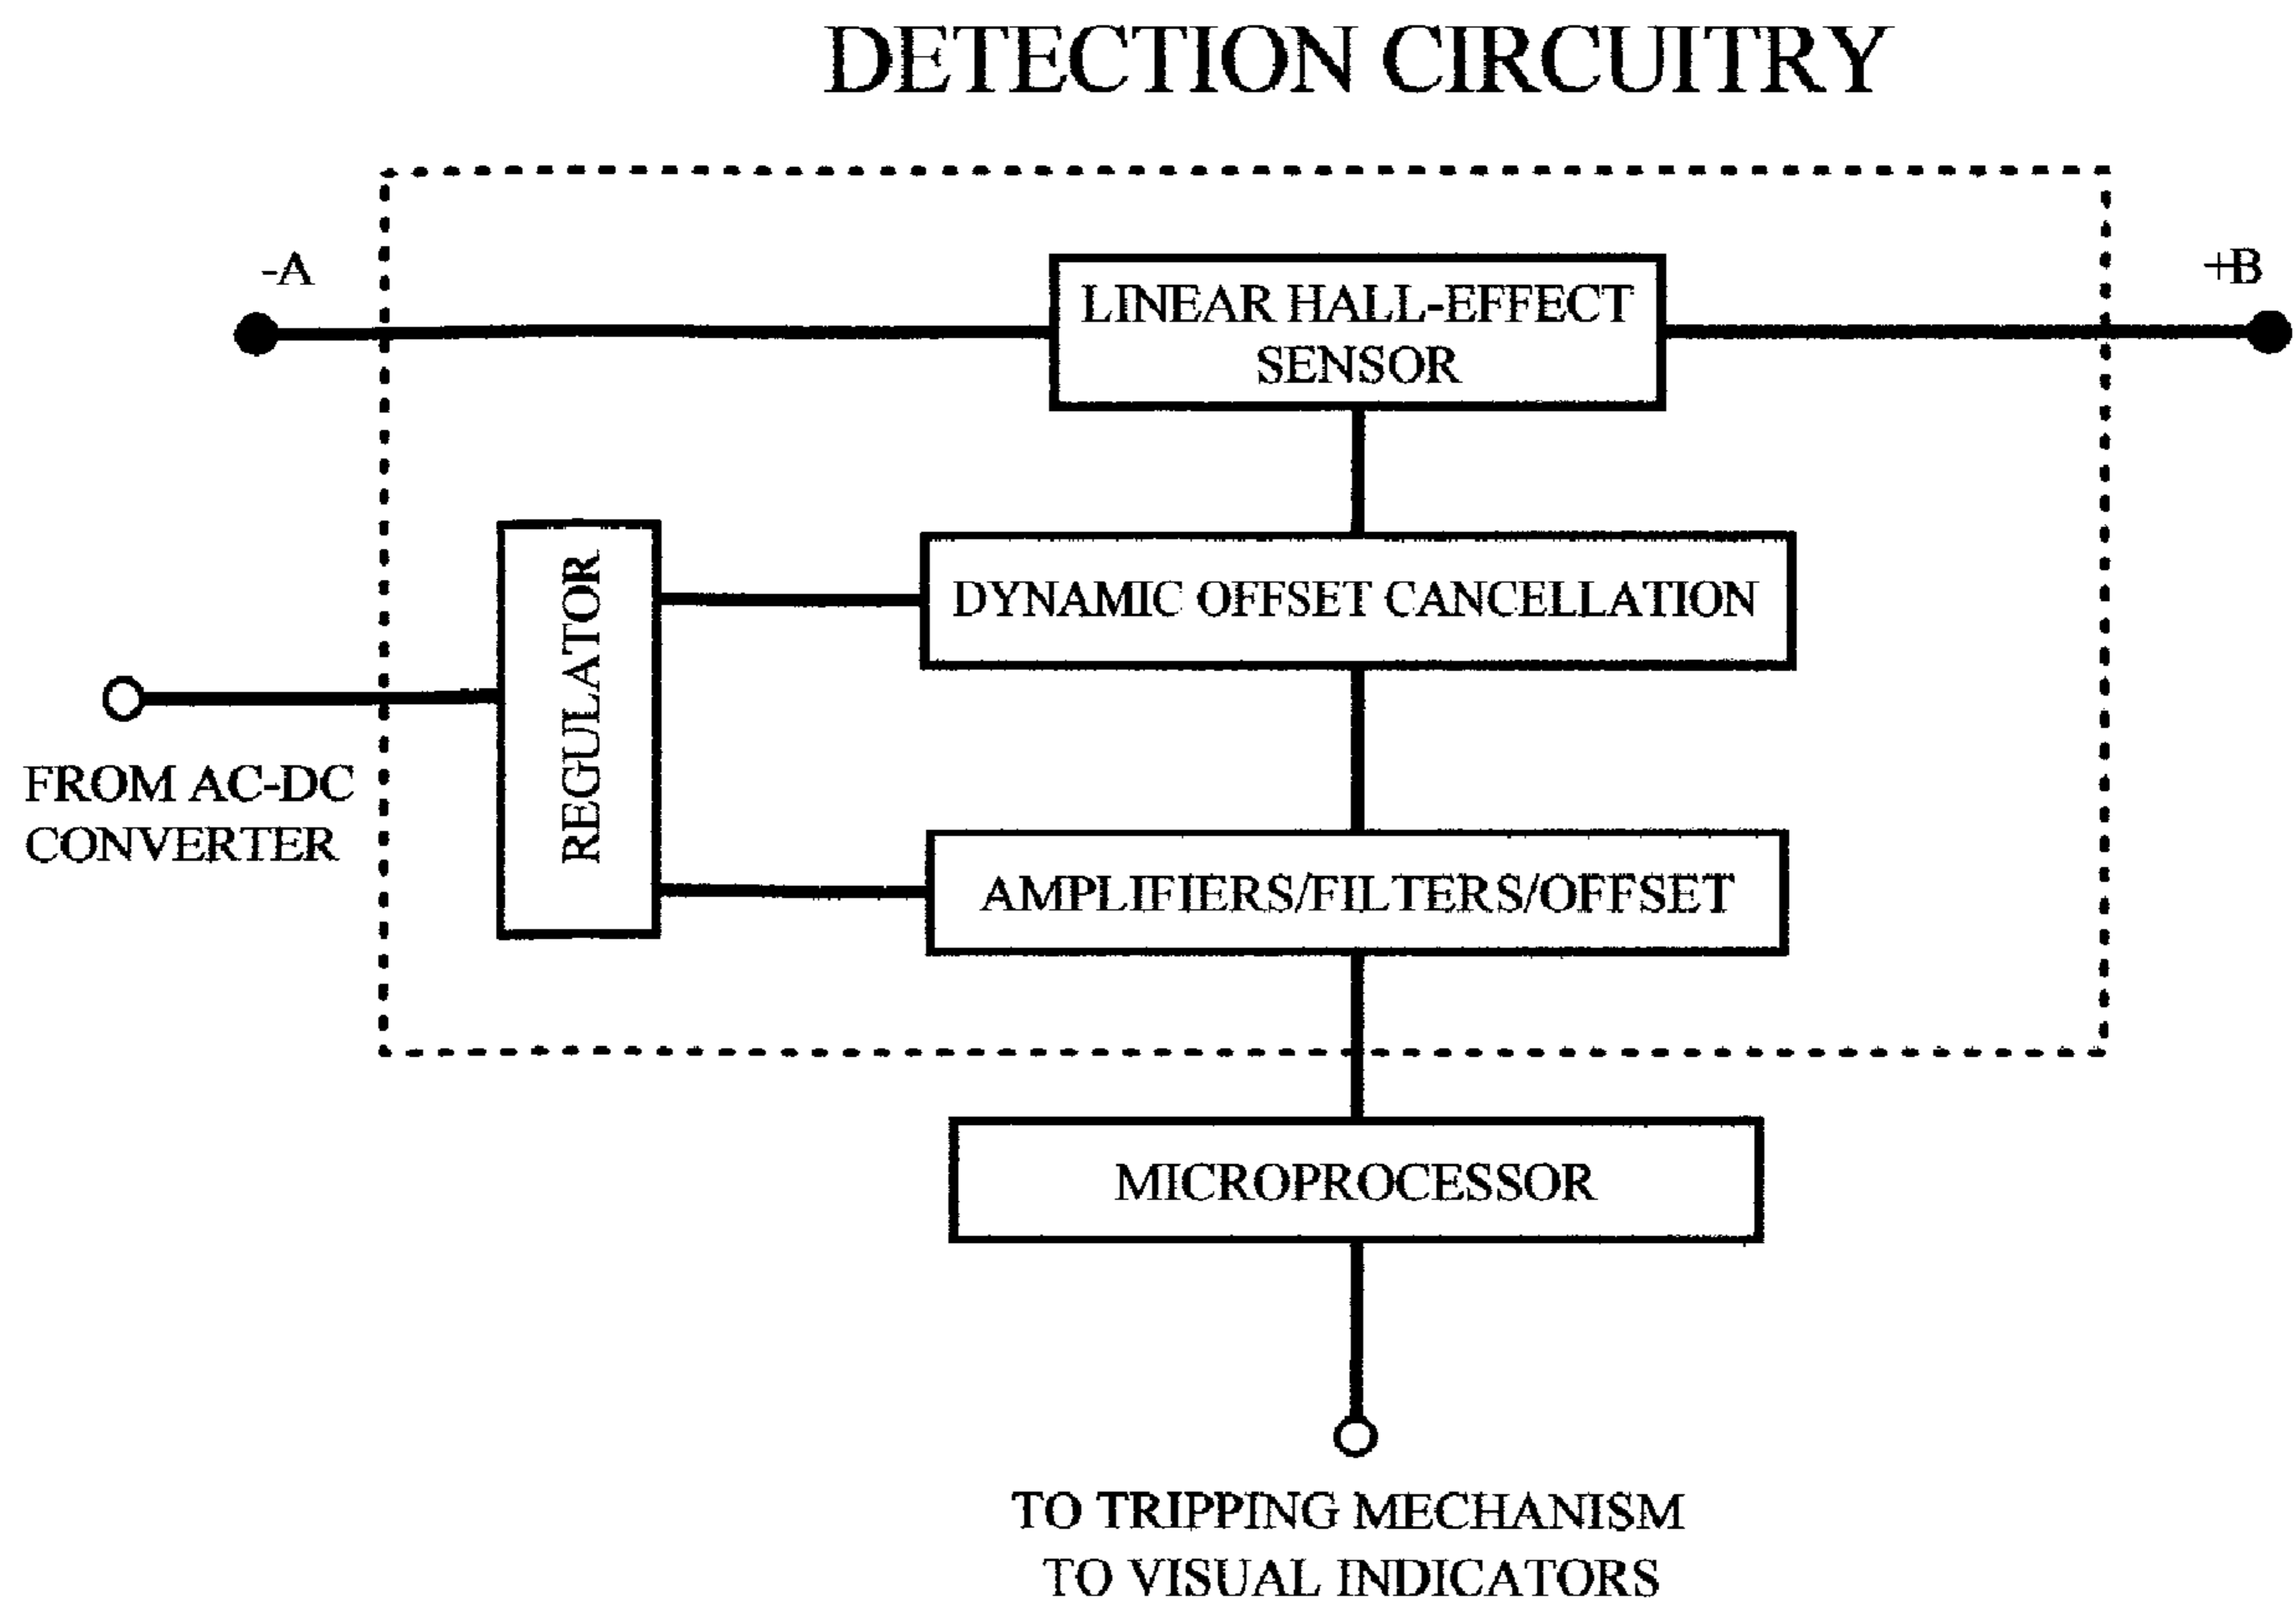 DETECTION CIRCUITRY
-A
+B
LINEAR HALL-EFFECT
SENSOR
REGULATOR
DYNAMIC OFFSET CANCELLATION
FROM AC-DC
CONVERTER
AMPLIFIERS/FILTERS/OFFSET
MICROPROCESSOR
TO TRIPPING MECHANISM
TO VISUAL INDICATORS